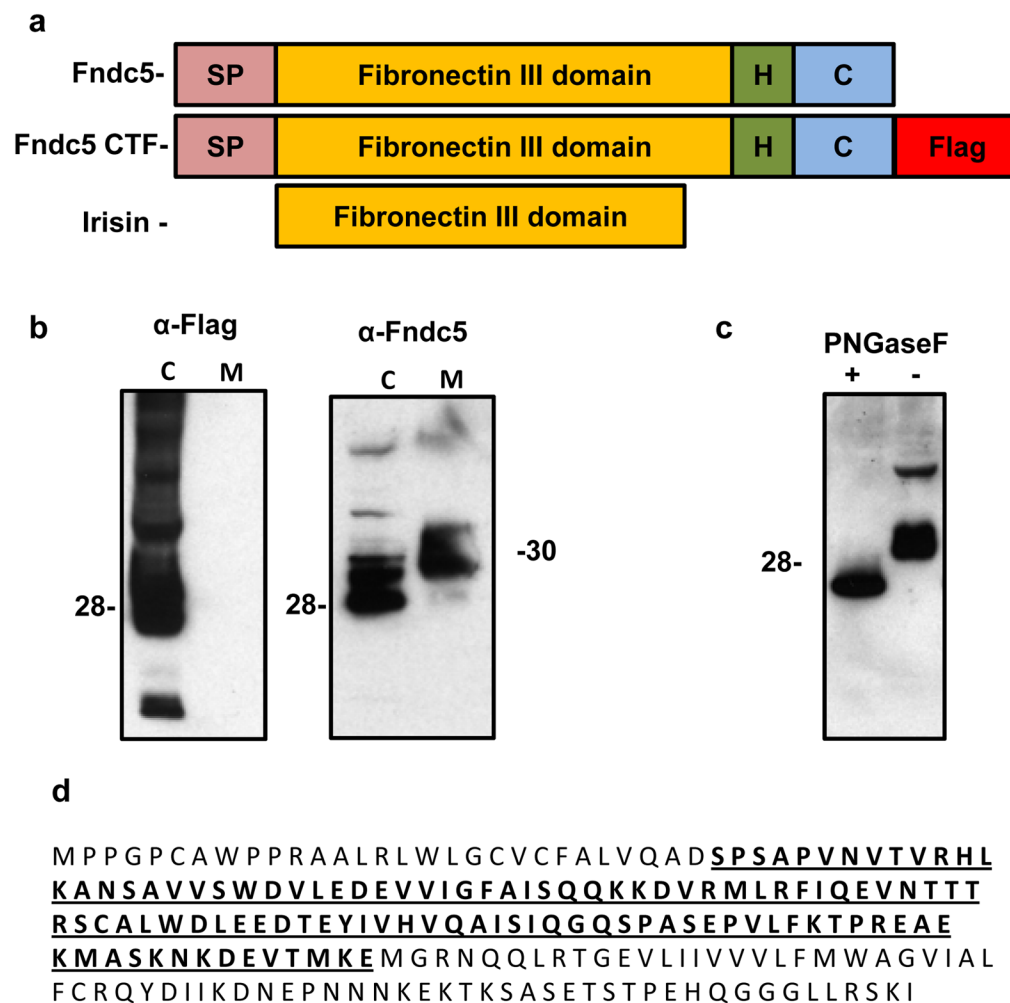 a
Fndc5- SP Fibronectin III domain H C
Fndc5 CTF- SP Fibronectin III domain H C Flag
Irisin - Fibronectin III domain
b
α-Flag
C M
28-
α-Fndc5
C M
28-
-30
c
PNGaseF
+ -
28-
d
M P P G P C A W P P R A A L R L W L G C V C F A L V Q A D S P S A P V N V T V R H L
K A N S A V V S W D V L E D E V V I G F A I S Q Q K K D V R M L R F I Q E V N T T T
R S C A L W D L E E D T E Y I V H V Q A I S I Q G Q S P A S E P V L F K T P R E A E
K M A S K N K D E V T M K E M G R N Q Q L R T G E V L I I V V V L F M W A G V I A L
F C R Q Y D I I K D N E P N N N K E K T K S A S E T S T P E H Q G G G L L R S K I